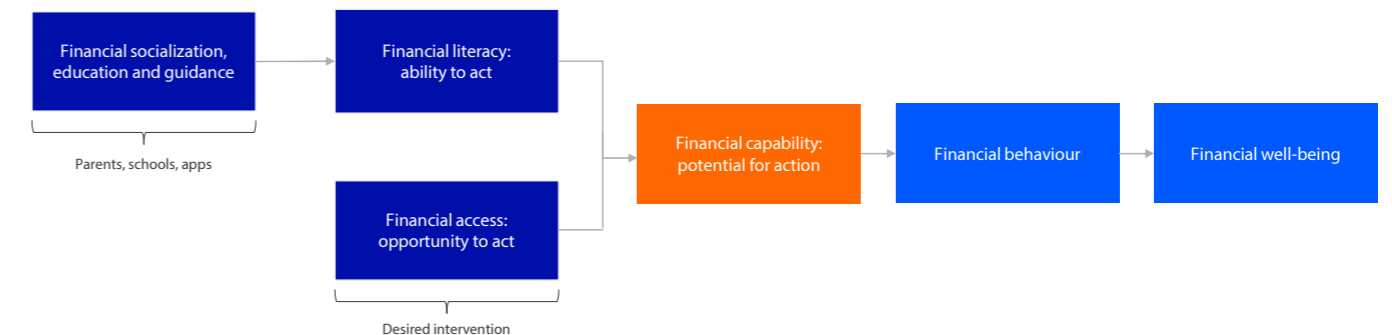 Financial socialization,
education and guidance
Parents, schools, apps
Financial literacy:
ability to act
Financial access:
opportunity to act
Desired intervention
Financial capability:
potential for action
Financial behaviour
Financial well-being